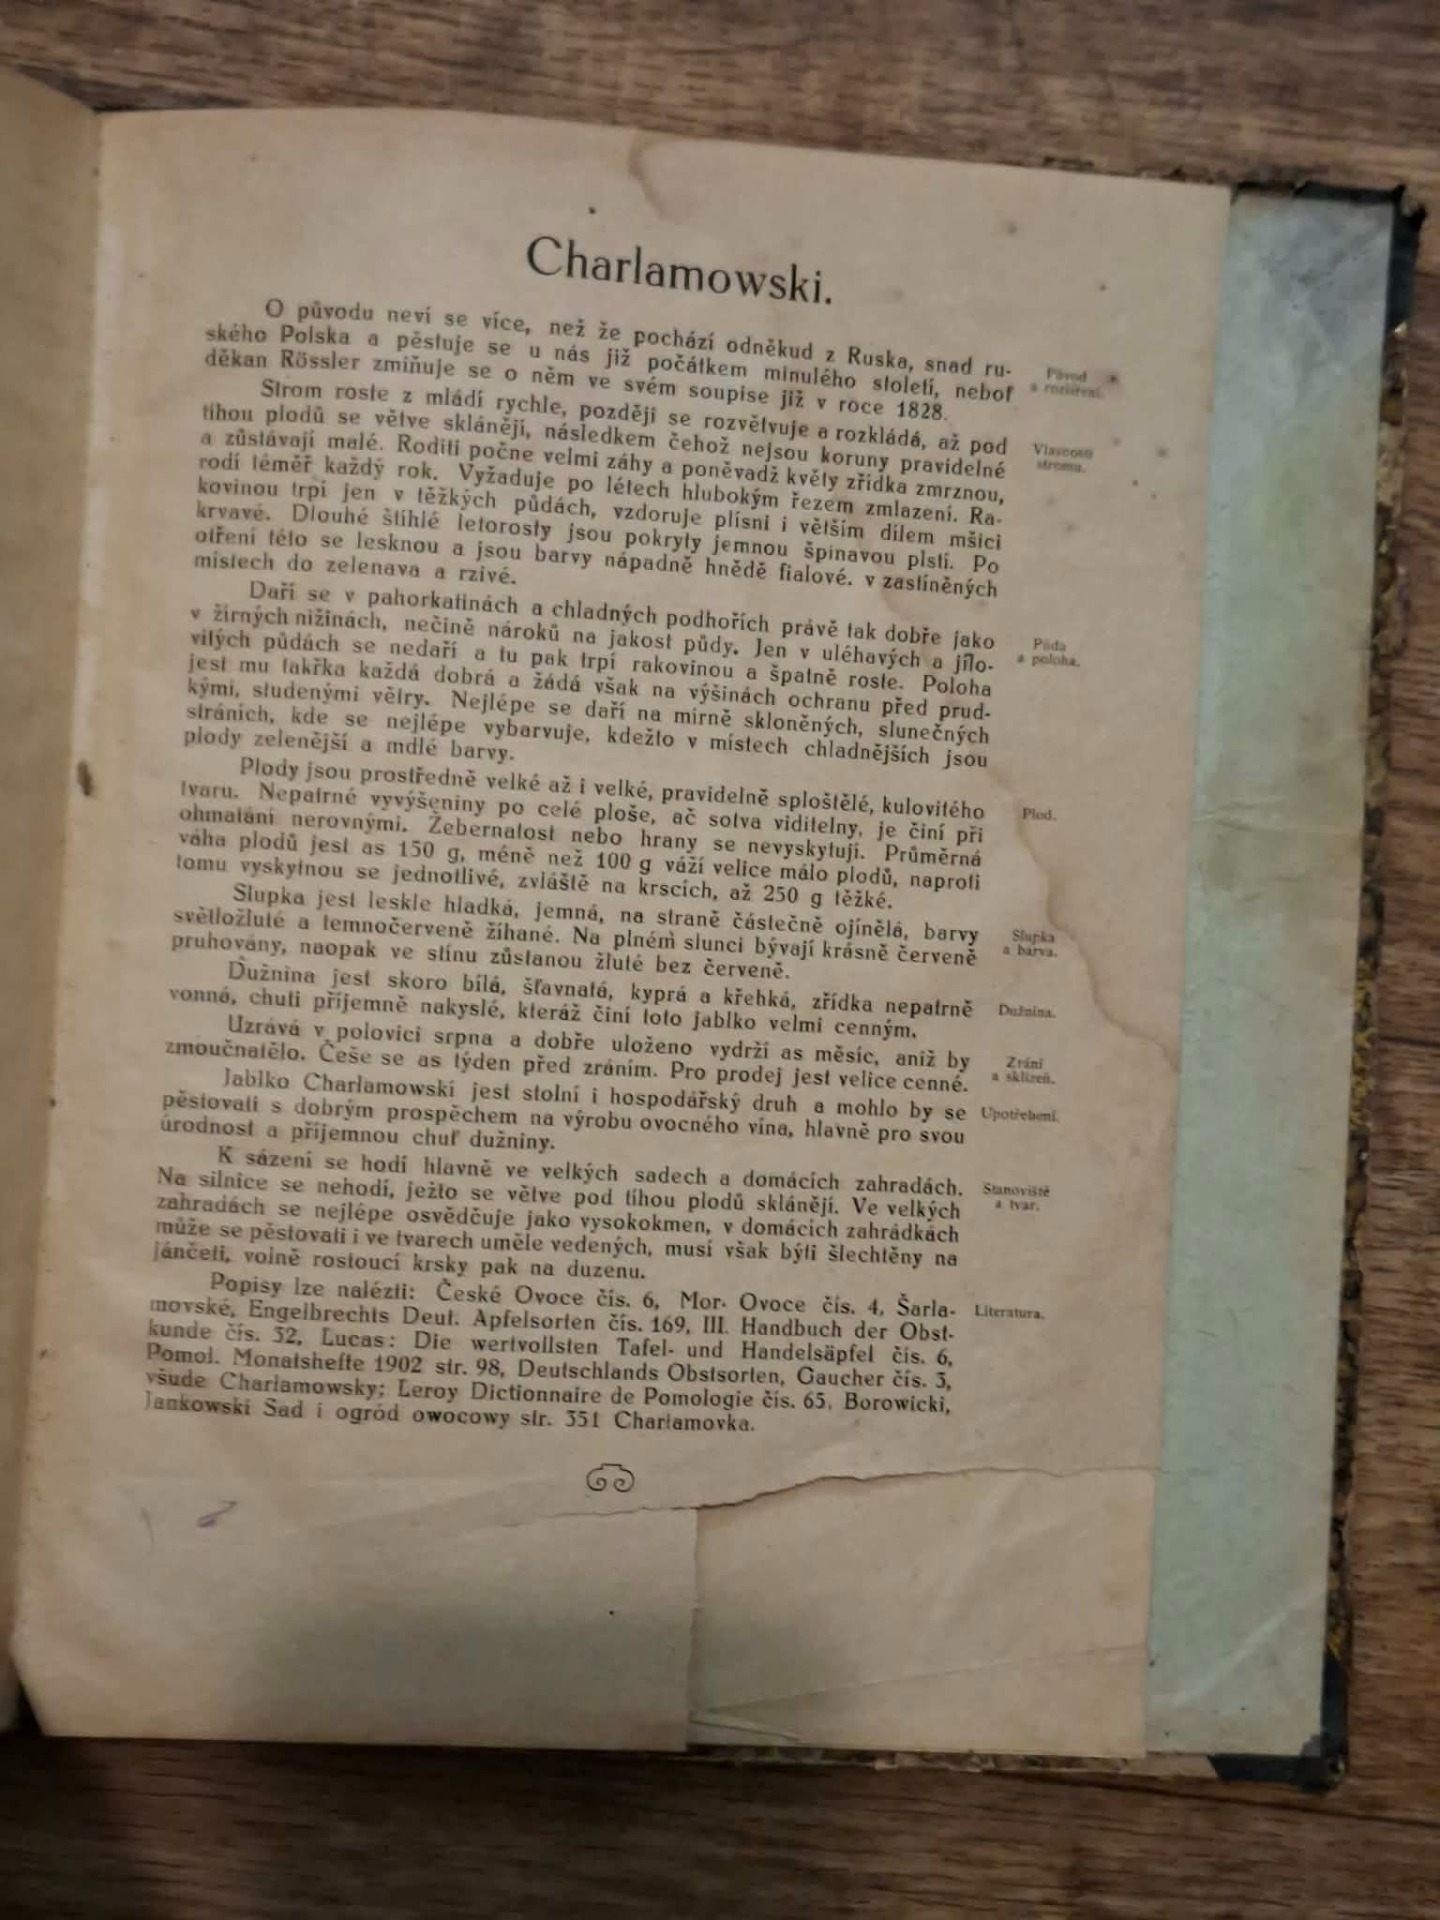 Charlamowski.
O původu neví se více, než že pochází odněkud z Ruska, snad ru-
ského Polska a pěstuje se u nás již počátkem minulého století, neboť
děkan Rössler zmiňuje se o něm ve svém soupise již v roce 1828.
Původ
a rozšíření.
Strom roste z mládí rychle, později se rozvětvuje a rozkládá, až pod
tíhou plodů se větve sklánějí, následkem čehož nejsou koruny pravidelné
a zůstávají malé. Roditi počne velmi záhy a poněvadž květy zřídka zmrznou,
rodí téměř každý rok. Vyžaduje po létech hlubokým řezem zmlazení. Ra-
kovinou trpí jen v těžkých půdách, vzdoruje plísni i větším dílem mšici
krvavé. Dlouhé štíhlé letorosty jsou pokryty jemnou špinavou plstí. Po
otření této se lesknou a jsou barvy nápadně hnědě fialové. v zastíněných
místech do zelenava a rzivé.
Vlastnosti
stromu.
Daří se v pahorkatinách a chladných podhořích právě tak dobře jako
v žírných nižinách, nečině nároků na jakost půdy. Jen v uléhavých a jílo-
vitých půdách se nedaří a tu pak trpí rakovinou a špatně roste. Poloha
jest mu takřka každá dobrá a žádá však na výšinách ochranu před prud-
kými, studenými větry. Nejlépe se daří na mírně skloněných, slunečných
stráních, kde se nejlépe vybarvuje, kdežto v místech chladnějších jsou
plody zelenější a mdlé barvy.
Půda
a poloha.
Plody jsou prostředně velké až i velké, pravidelně sploštělé, kulovitého
tvaru. Nepatrné vyvýšeniny po celé ploše, ač sotva viditelny, je činí při
ohmatání nerovnými. Žebernatost nebo hrany se nevyskytují. Průměrná
váha plodů jest as 150 g, méně než 100 g váží velice málo plodů, naproti
tomu vyskytnou se jednotlivé, zvláště na krscích, až 250 g těžké.
Plod.
Slupka jest leskle hladká, jemná, na straně částečně ojínělá, barvy
světložluté a temnočerveně žíhané. Na plném slunci bývají krásně červeně
pruhovány, naopak ve stínu zůstanou žluté bez červeně.
Slupka
a barva.
Dužnina jest skoro bílá, šťavnatá, kyprá a křehká, zřídka nepatrně
vonná, chuti příjemně nakyslé, kteráž činí toto jablko velmi cenným.
Dužnina.
Uzrává v polovici srpna a dobře uloženo vydrží as měsíc, aniž by
zmoučnatělo. Češe se as týden před zráním. Pro prodej jest velice cenné.
Zrání
a sklizeň.
Jablko Charlamowski jest stolní i hospodářský druh a mohlo by se
pěstovati s dobrým prospěchem na výrobu ovocného vína, hlavně pro svou
úrodnost a příjemnou chuť dužniny.
Upotřebení.
K sázení se hodí hlavně ve velkých sadech a domácích zahradách.
Na silnice se nehodí, ježto se větve pod tíhou plodů sklánějí. Ve velkých
zahradách se nejlépe osvědčuje jako vysokokmen, v domácích zahrádkách
může se pěstovati i ve tvarech uměle vedených, musí však býti šlechtěny na
jánčeti, volně rostoucí krsky pak na duzenu.
Stanoviště
a tvar.
Popisy lze nalézti: České Ovoce čís. 6, Mor. Ovoce čís. 4, Šarla-
movské, Engelbrechts Deut. Apfelsorten čís. 169, III. Handbuch der Obst-
kunde čís. 32, Lucas: Die wertvollsten Tafel- und Handelsäpfel čís. 6,
Pomol. Monatshefte 1902 str. 98, Deutschlands Obstsorten, Gaucher čís. 3,
všude Charlamowsky; Leroy Dictionnaire de Pomologie čís. 65, Borowicki,
Jankowski Sad i ogród owocowy str. 351 Charlamovka.
Literatura.